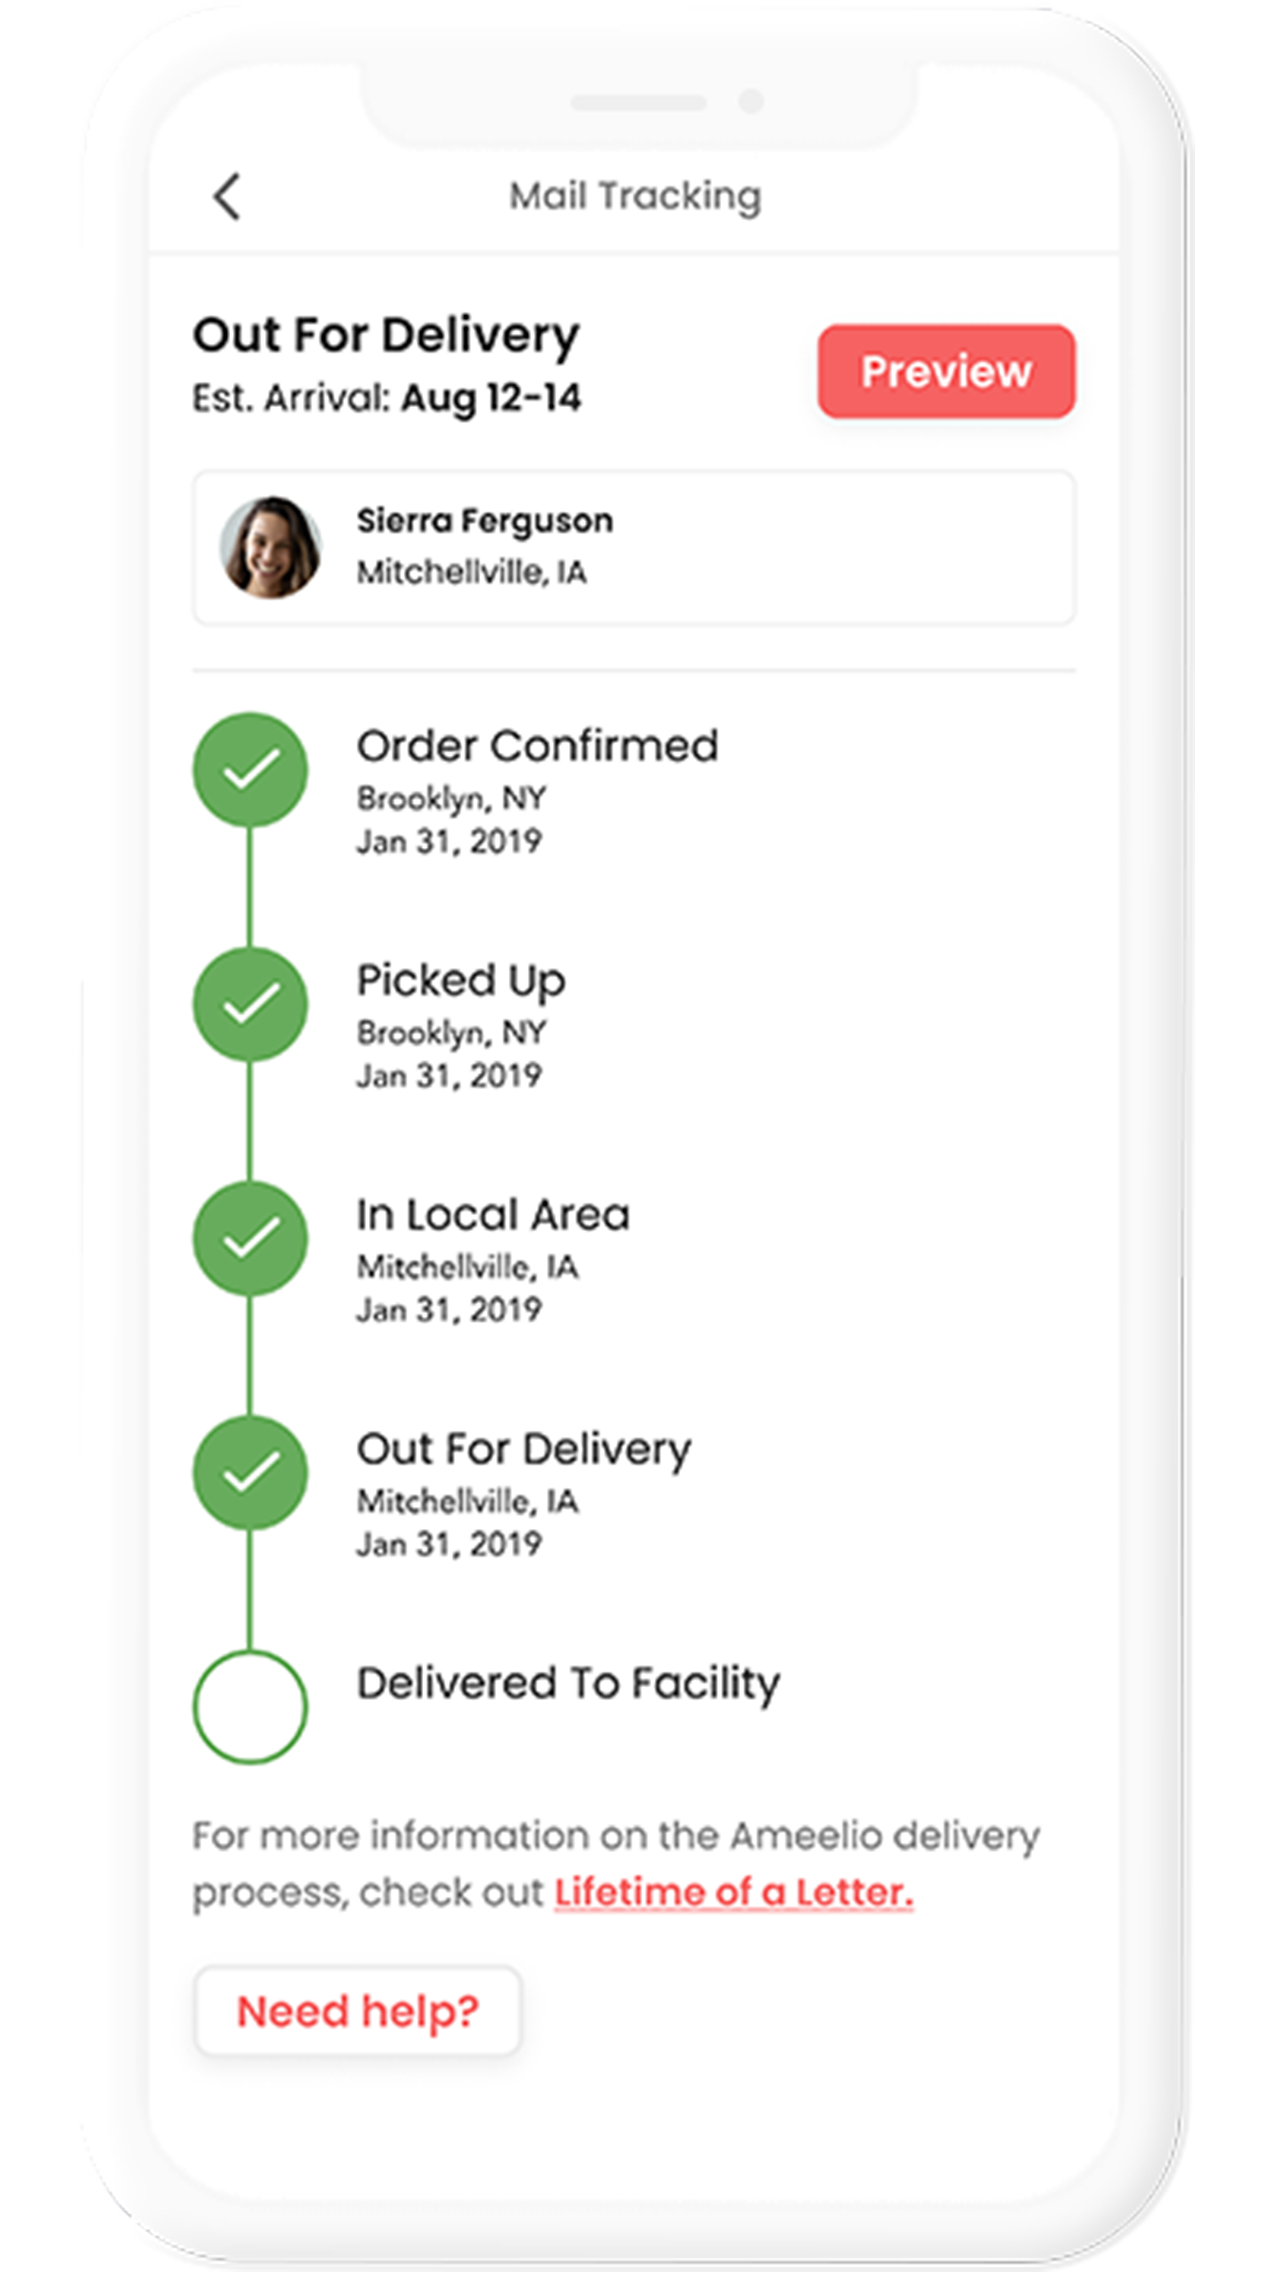 Mail Tracking
Out For Delivery
Est. Arrival: Aug 12-14
Preview
Sierra Ferguson
Mitchellville, IA
Order Confirmed
Brooklyn, NY
Jan 31, 2019
Picked Up
Brooklyn, NY
Jan 31, 2019
In Local Area
Mitchellville, IA
Jan 31, 2019
Out For Delivery
Mitchellville, IA
Jan 31, 2019
Delivered To Facility
For more information on the Ameelio delivery
process, check out Lifetime of a Letter.
Need help?